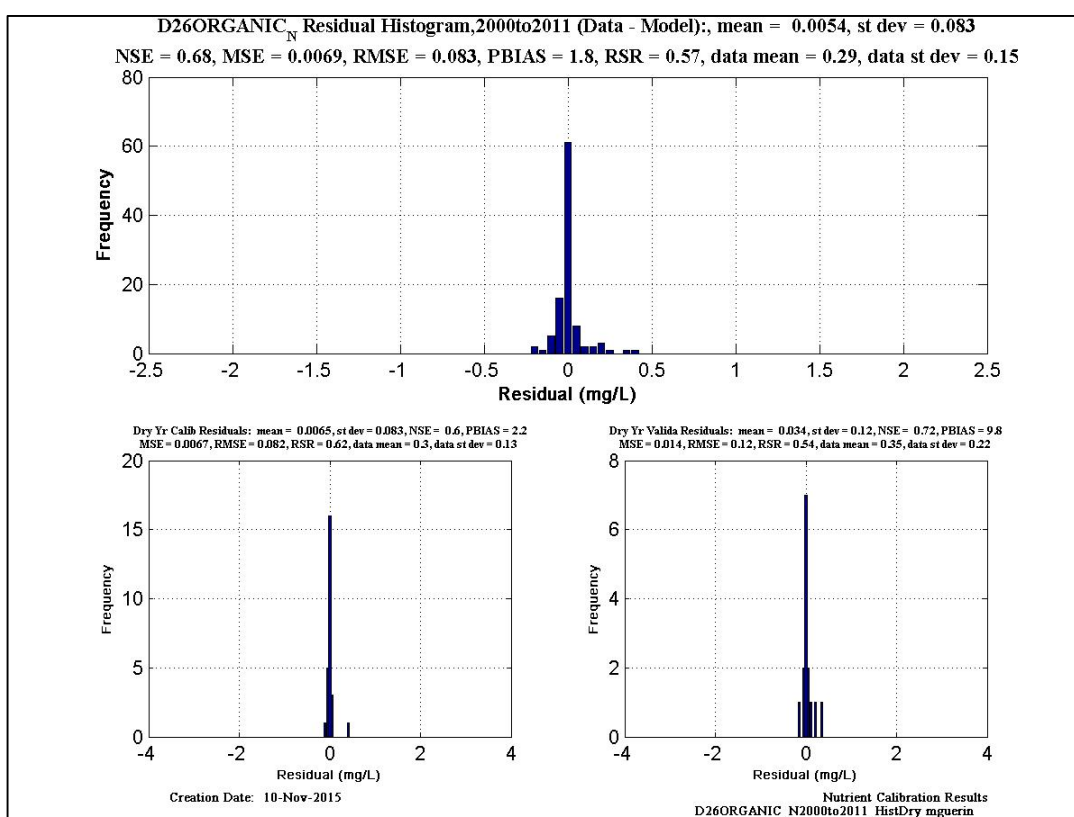 D26ORGANIC_N Residual Histogram,2000to2011 (Data - Model):, mean = 0.0054, st dev = 0.083
NSE = 0.68, MSE = 0.0069, RMSE = 0.083, PBIAS = 1.8, RSR = 0.57, data mean = 0.29, data st dev = 0.15
80
60
40
20
0
Frequency
-2.5 -2 -1.5 -1 -0.5 0 0.5 1 1.5 2 2.5
Residual (mg/L)
Dry Yr Calib Residuals: mean = 0.0065, st dev = 0.083, NSE = 0.6, PBIAS = 2.2
MSE = 0.0067, RMSE = 0.082, RSR = 0.62, data mean = 0.3, data st dev = 0.13
20
15
10
5
0
Frequency
-4 -2 0 2 4
Residual (mg/L)
Dry Yr Valida Residuals: mean = 0.034, st dev = 0.12, NSE = 0.72, PBIAS = 9.8
MSE = 0.014, RMSE = 0.12, RSR = 0.54, data mean = 0.35, data st dev = 0.22
8
6
4
2
0
Frequency
-4 -2 0 2 4
Residual (mg/L)
Creation Date: 10-Nov-2015
Nutrient Calibration Results
D26ORGANIC_N2000to2011_HistDry mguerin